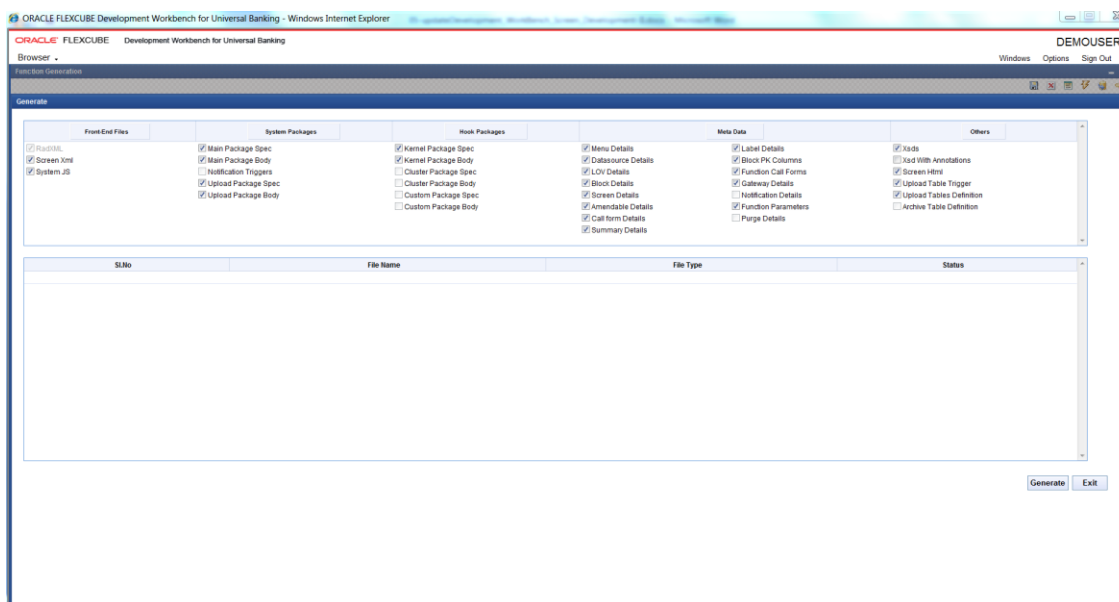 ORACLE FLEXCUBE Development Workbench for Universal Banking - Windows Internet Explorer
ORACLE FLEXCUBE Development Workbench for Universal Banking
DEMOUSER
Browser
Windows Options Sign Out
Function Generation
Generate
Front-End Files System Packages Hook Packages Meta Data Others
RadXML Main Package Spec Kernel Package Spec Menu Details Label Details Xsds
Screen Xml Main Package Body Kernel Package Body Datasource Details Block PK Columns Xsd With Annotations
System JS Notification Triggers Cluster Package Spec LOV Details Function Call Forms Screen Html
Upload Package Spec Cluster Package Body Block Details Gateway Details Upload Table Trigger
Upload Package Body Custom Package Spec Screen Details Notification Details Upload Tables Definition
Custom Package Body Amendable Details Function Parameters Archive Table Definition
Call form Details Purge Details
Summary Details
Sl.No File Name File Type Status
Generate Exit